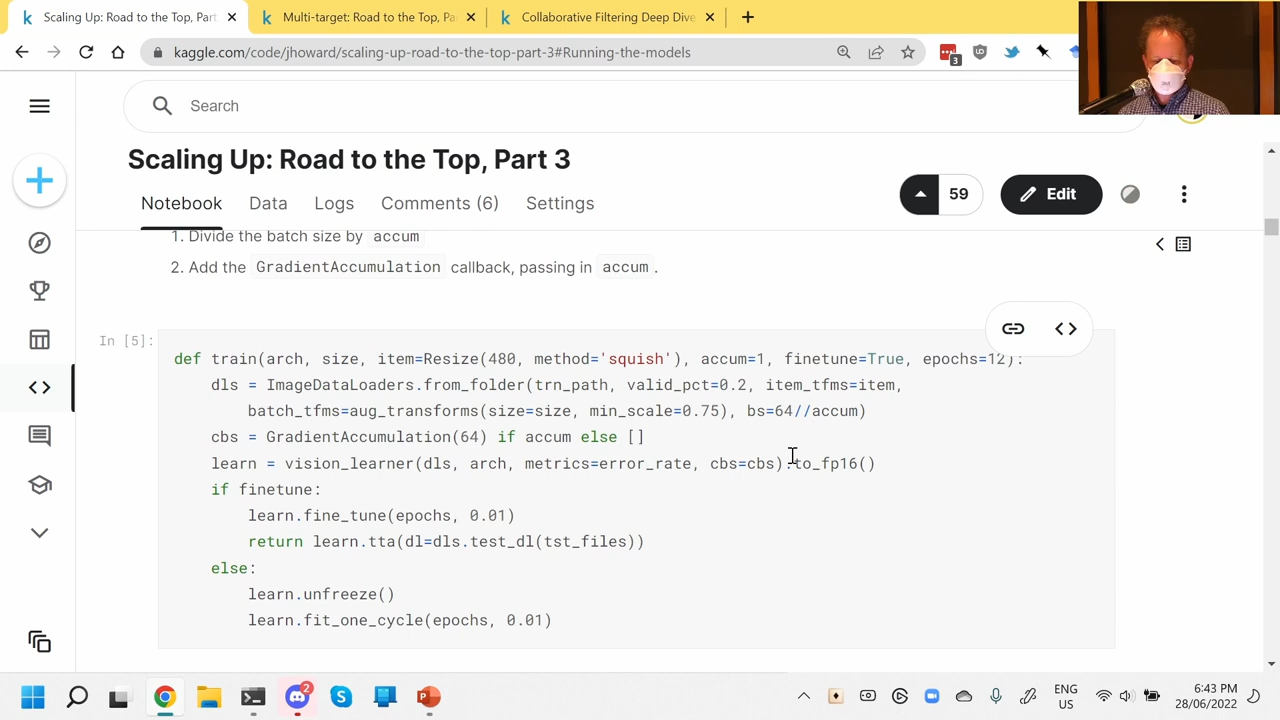 Scaling Up: Road to the Top, Part
Multi-target: Road to the Top, Pa
Collaborative Filtering Deep Dive
kaggle.com/code/jhoward/scaling-up-road-to-the-top-part-3#Running-the-models
3
Search
Scaling Up: Road to the Top, Part 3
59
Edit
Notebook Data Logs Comments (6) Settings
1. Divide the batch size by accum
2. Add the GradientAccumulation callback, passing in accum.
In [5]:
def train(arch, size, item=Resize(480, method='squish'), accum=1, finetune=True, epochs=12):
dls = ImageDataLoaders.from_folder(trn_path, valid_pct=0.2, item_tfms=item,
batch_tfms=aug_transforms(size=size, min_scale=0.75), bs=64//accum)
cbs = GradientAccumulation(64) if accum else []
learn = vision_learner(dls, arch, metrics=error_rate, cbs=cbs).to_fp16()
if finetune:
learn.fine_tune(epochs, 0.01)
return learn.tta(dl=dls.test_dl(tst_files))
else:
learn.unfreeze()
learn.fit_one_cycle(epochs, 0.01)
2
ENG
US
6:43 PM
28/06/2022